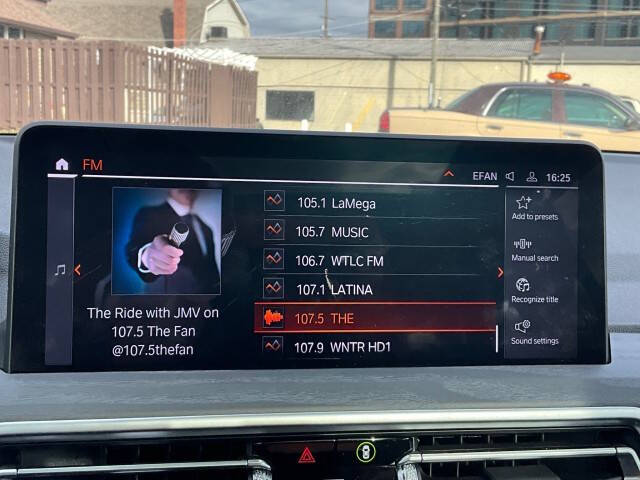 FM
EFAN
16:25
105.1 LaMega
105.7 MUSIC
106.7 WTLC FM
107.1 LATINA
107.5 THE
107.9 WNTR HD1
The Ride with JMV on
107.5 The Fan
@107.5thefan
Add to presets
Manual search
Recognize title
Sound settings